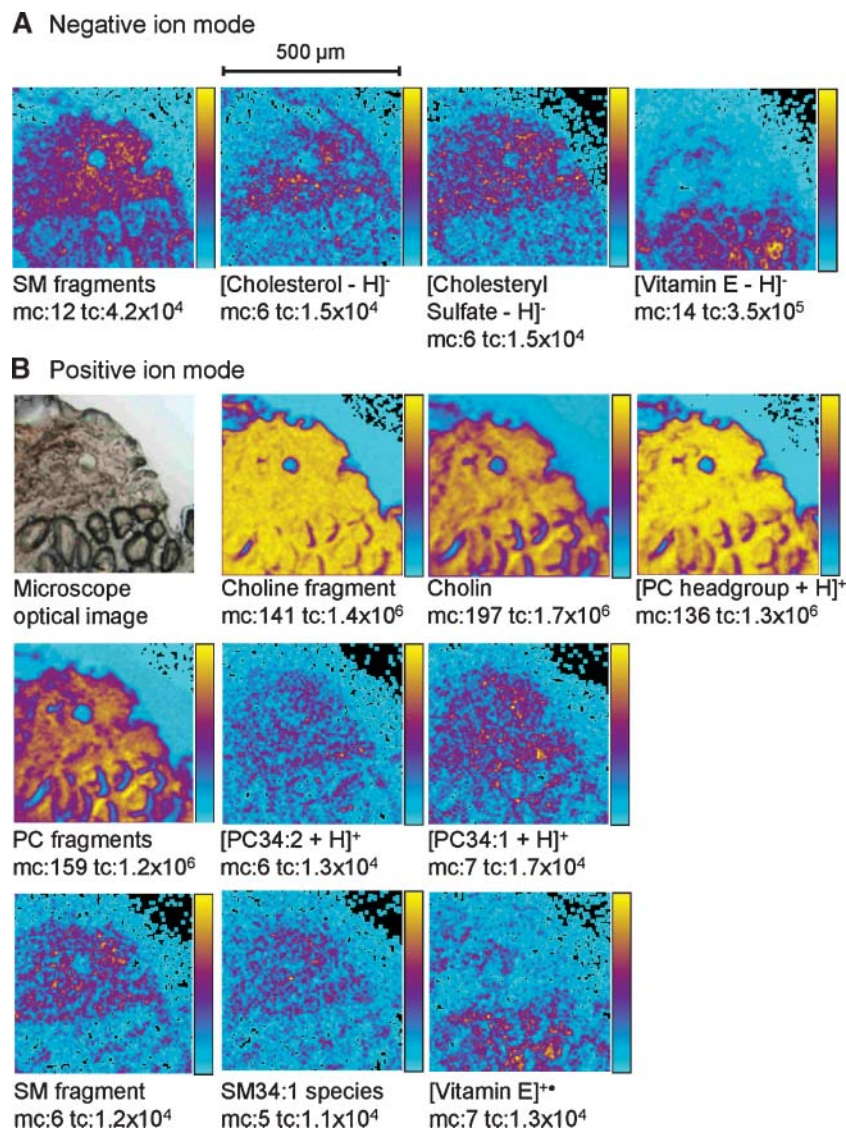 A Negative ion mode
500 µm
SM fragments
mc:12 tc:4.2x10⁴
[Cholesterol - H]⁻
mc:6 tc:1.5x10⁴
[Cholesteryl
Sulfate - H]⁻
mc:6 tc:1.5x10⁴
[Vitamin E - H]⁻
mc:14 tc:3.5x10⁵
B Positive ion mode
Microscope
optical image
Choline fragment
mc:141 tc:1.4x10⁶
Cholin
mc:197 tc:1.7x10⁶
[PC headgroup + H]⁺
mc:136 tc:1.3x10⁶
PC fragments
mc:159 tc:1.2x10⁶
[PC34:2 + H]⁺
mc:6 tc:1.3x10⁴
[PC34:1 + H]⁺
mc:7 tc:1.7x10⁴
SM fragment
mc:6 tc:1.2x10⁴
SM34:1 species
mc:5 tc:1.1x10⁴
[Vitamin E]⁺•
mc:7 tc:1.3x10⁴